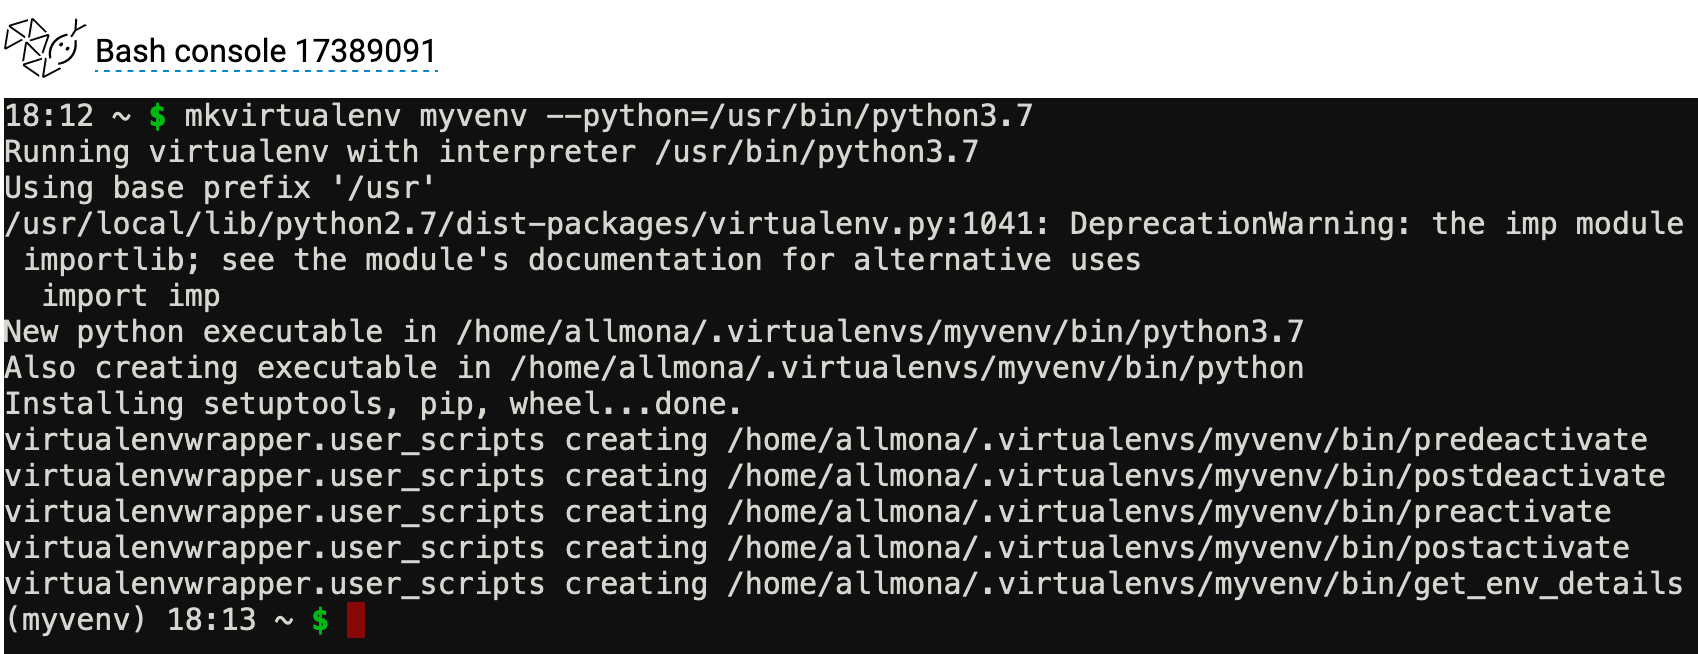 Bash console 17389091
18:12 ~ $ mkvirtualenv myvenv --python=/usr/bin/python3.7
Running virtualenv with interpreter /usr/bin/python3.7
Using base prefix '/usr'
/usr/local/lib/python2.7/dist-packages/virtualenv.py:1041: DeprecationWarning: the imp module
 importlib; see the module's documentation for alternative uses
  import imp
New python executable in /home/allmona/.virtualenvs/myvenv/bin/python3.7
Also creating executable in /home/allmona/.virtualenvs/myvenv/bin/python
Installing setuptools, pip, wheel...done.
virtualenvwrapper.user_scripts creating /home/allmona/.virtualenvs/myvenv/bin/predeactivate
virtualenvwrapper.user_scripts creating /home/allmona/.virtualenvs/myvenv/bin/postdeactivate
virtualenvwrapper.user_scripts creating /home/allmona/.virtualenvs/myvenv/bin/preactivate
virtualenvwrapper.user_scripts creating /home/allmona/.virtualenvs/myvenv/bin/postactivate
virtualenvwrapper.user_scripts creating /home/allmona/.virtualenvs/myvenv/bin/get_env_details
(myvenv) 18:13 ~ $